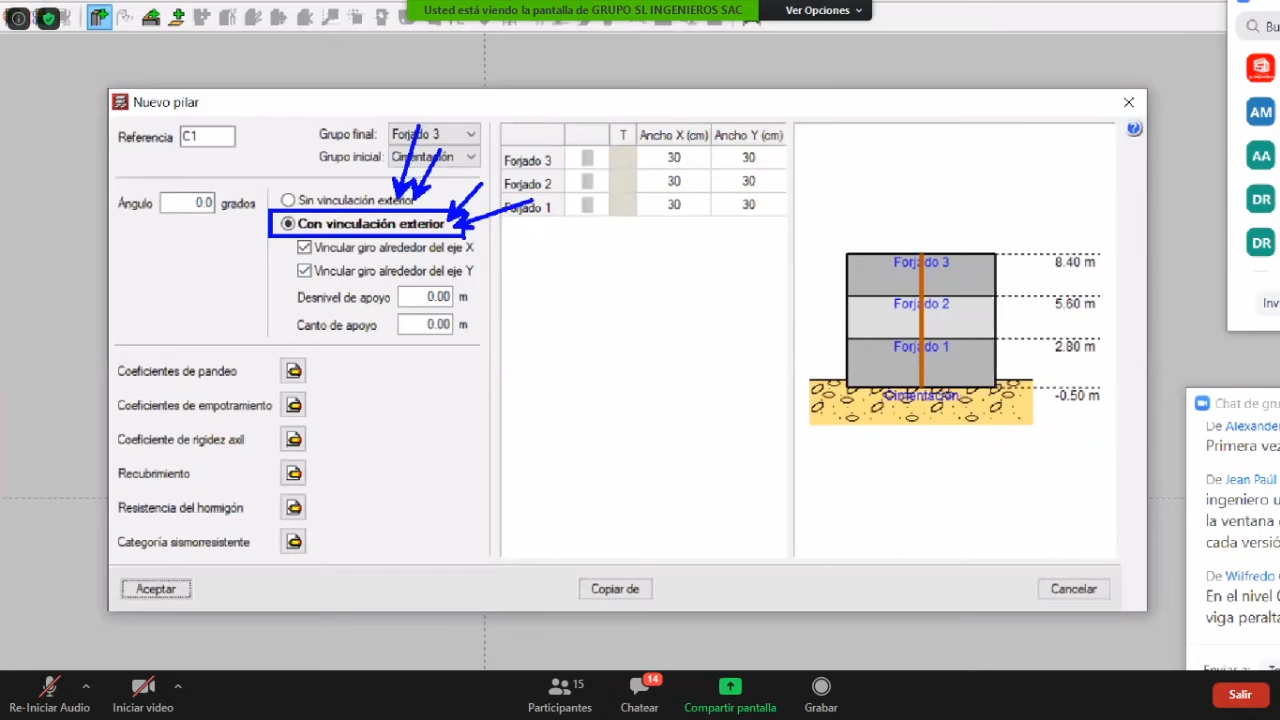 Usted está viendo la pantalla de GRUPO SL INGENIEROS SAC
Ver Opciones
Bu
Nuevo pilar
Referencia C1
Grupo final: Forjado 3
Grupo inicial: Cimentación
Ángulo 0.0 grados
Sin vinculación exterior
Con vinculación exterior
Vincular giro alrededor del eje X
Vincular giro alrededor del eje Y
Desnivel de apoyo 0.00 m
Canto de apoyo 0.00 m
Coeficientes de pandeo
Coeficientes de empotramiento
Coeficiente de rigidez axil
Recubrimiento
Resistencia del hormigón
Categoría sismorresistente
T Ancho X (cm) Ancho Y (cm)
Forjado 3 30 30
Forjado 2 30 30
Forjado 1 30 30
Forjado 3 8.40 m
Forjado 2 5.60 m
Forjado 1 2.80 m
Cimentación -0.50 m
Aceptar
Copiar de
Cancelar
AM
AA
DR
DR
Inv
Chat de gru
De Alexander
Primera vez
De Jean Paúl
ingeniero u
la ventana
cada versió
De Wilfredo
En el nivel
viga peralta
Enviar a:
Re-Iniciar Audio
Iniciar video
15
Participantes
14
Chatear
Compartir pantalla
Grabar
Salir